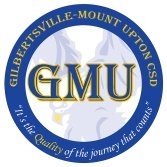 GILBERTSVILLE-MOUNT UPTON CSD
GMU
"It's the Quality of the journey that counts"